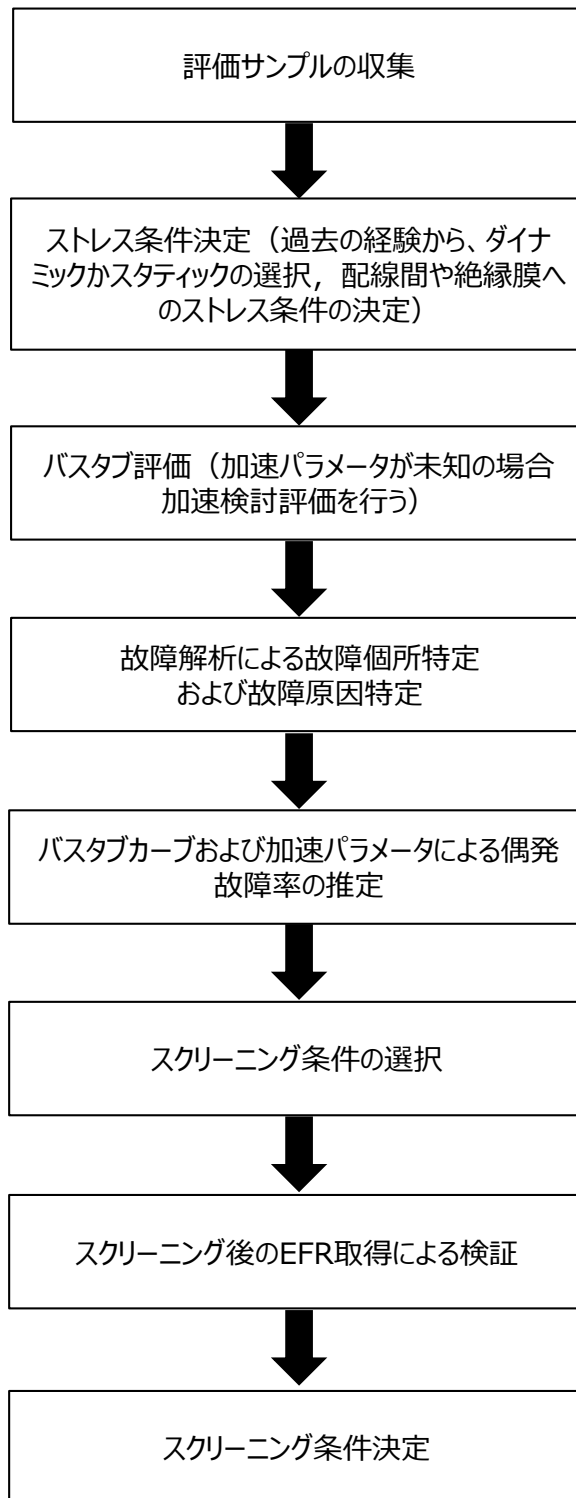 評価サンプルの収集
ストレス条件決定（過去の経験から、ダイナ
ミックかスタティックの選択，配線間や絶縁膜へ
のストレス条件の決定）
バスタブ評価（加速パラメータが未知の場合
加速検討評価を行う）
故障解析による故障個所特定
および故障原因特定
バスタブカーブおよび加速パラメータによる偶発
故障率の推定
スクリーニング条件の選択
スクリーニング後のEFR取得による検証
スクリーニング条件決定